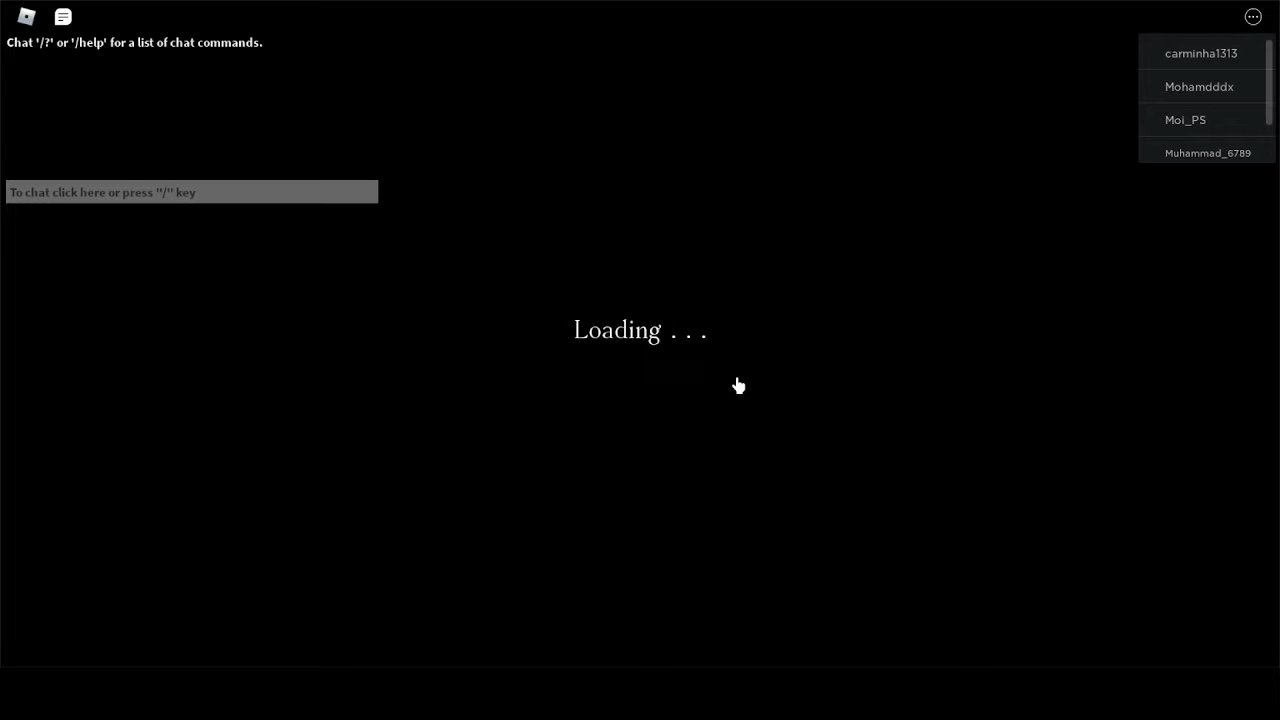 Chat '/?' or '/help' for a list of chat commands.
carminha1313
Mohamdddx
Moi_PS
Muhammad_6789
To chat click here or press "/" key
Loading . . .